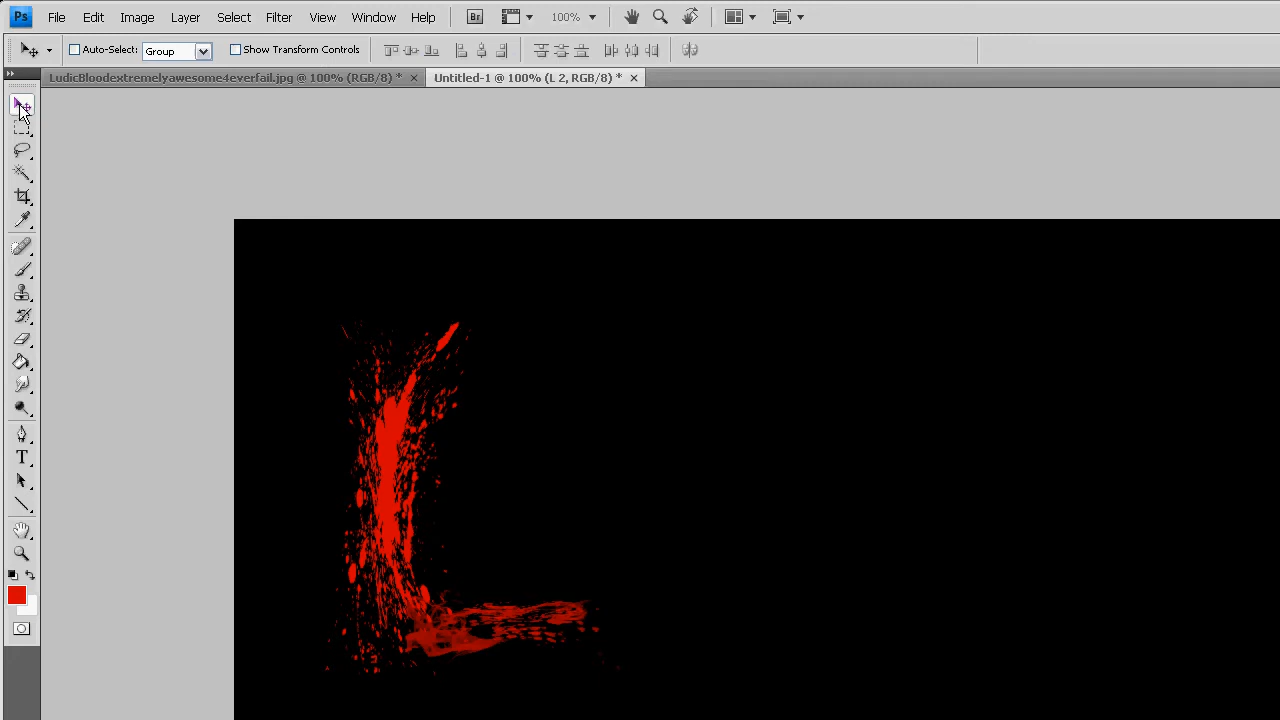 Ps File Edit Image Layer Select Filter View Window Help Br 100%
Auto-Select: Group Show Transform Controls
LudicBloodextremelyawesome4everfail.jpg @ 100% (RGB/8) * × Untitled-1 @ 100% (L 2, RGB/8) * ×
T
L